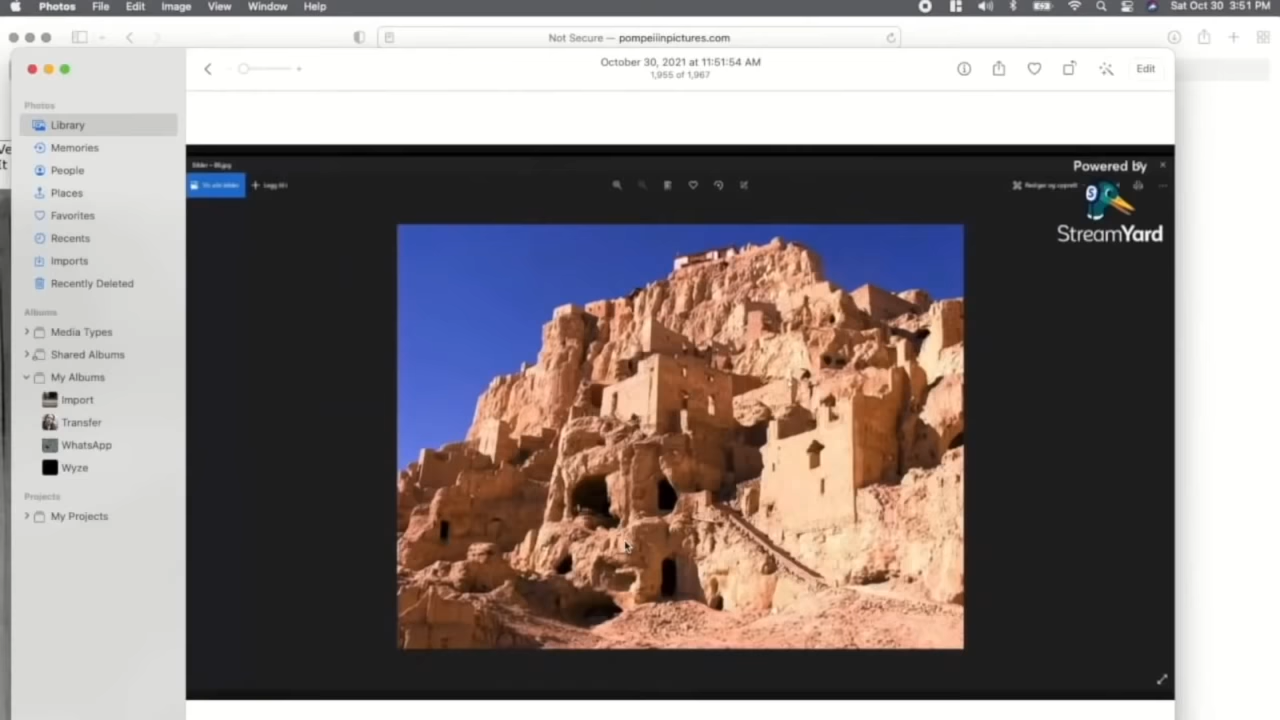 Photos File Edit Image View Window Help
Sat Oct 30 3:51 PM
Not Secure — pompeiiinpictures.com
October 30, 2021 at 11:51:54 AM
1,955 of 1,967
Edit
Photos
Library
Memories
People
Places
Favorites
Recents
Imports
Recently Deleted
Albums
Media Types
Shared Albums
My Albums
Import
Transfer
WhatsApp
Wyze
Projects
My Projects
Powered by
StreamYard
It